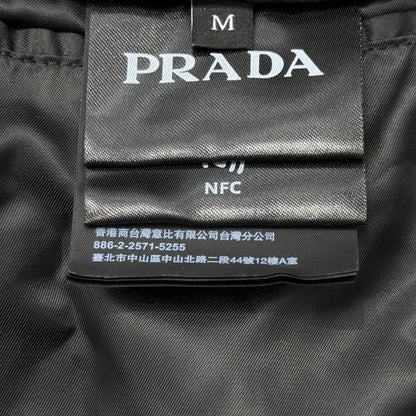 M
PRADA
NFC
香港商台灣意比有限公司台灣分公司
886-2-2571-5255
臺北市中山區中山北路二段44號12樓A室